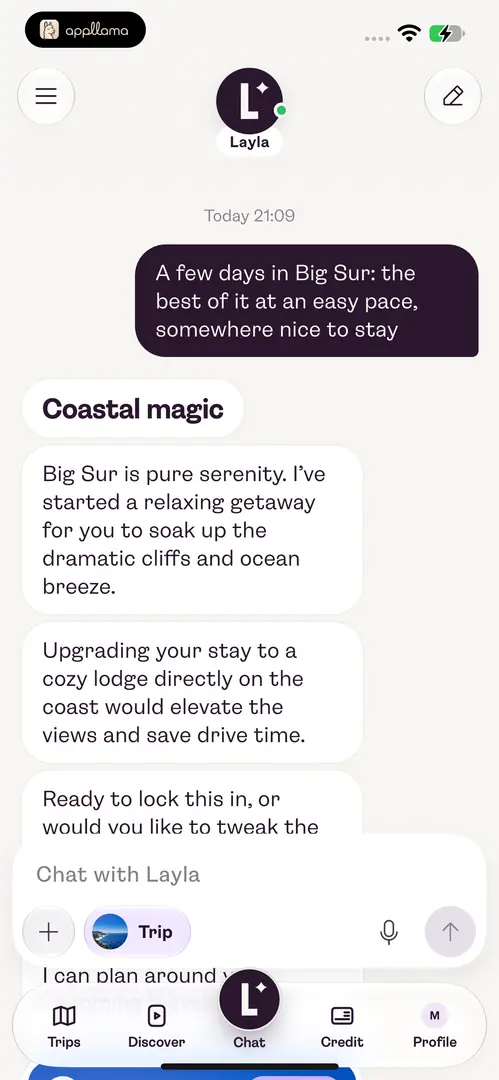 appllama
L
Layla
Today 21:09
A few days in Big Sur: the
best of it at an easy pace,
somewhere nice to stay
Coastal magic
Big Sur is pure serenity. I’ve
started a relaxing getaway
for you to soak up the
dramatic cliffs and ocean
breeze.
Upgrading your stay to a
cozy lodge directly on the
coast would elevate the
views and save drive time.
Ready to lock this in, or
would you like to tweak the
Chat with Layla
Trip
I can plan around
L
M
Trips
Discover
Chat
Credit
Profile